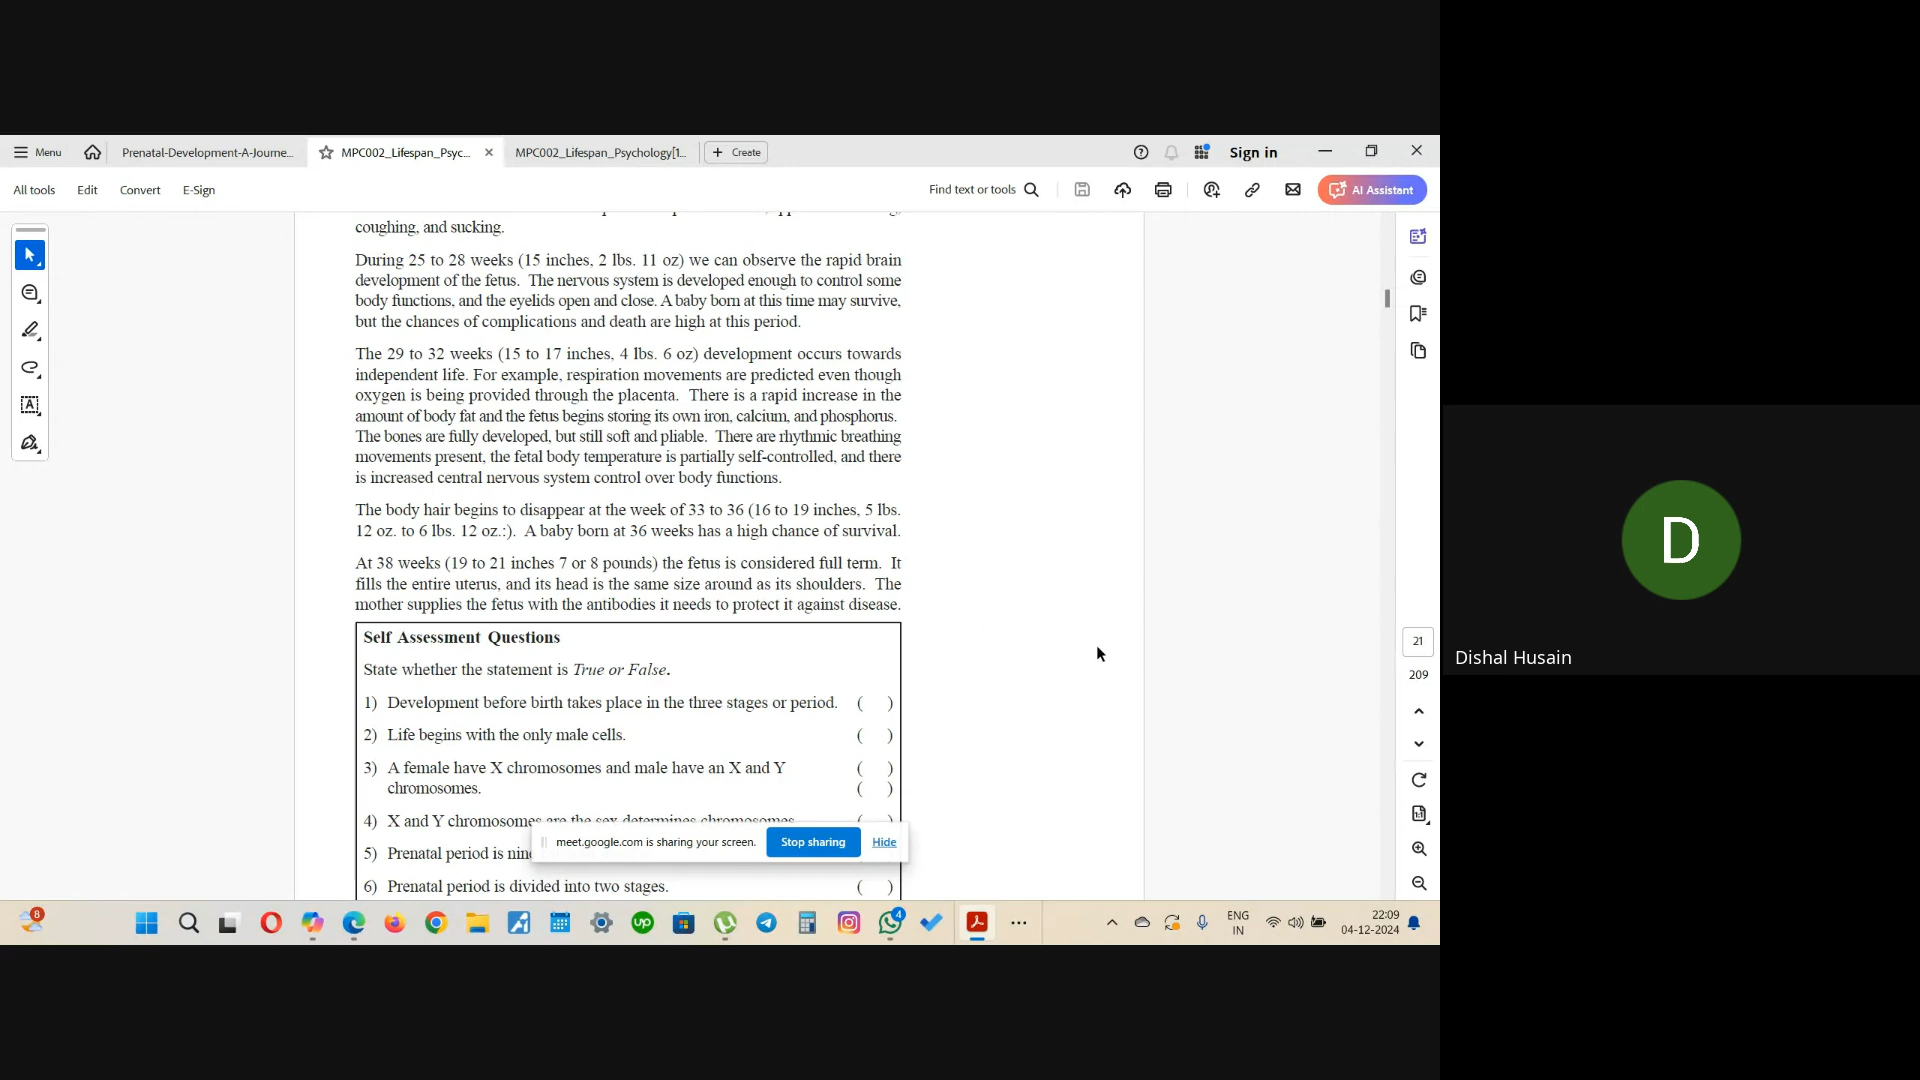 Menu
Prenatal-Development-A-Journe...
MPC002_Lifespan_Psyc...
MPC002_Lifespan_Psychology[1...
Create
Sign in
All tools
Edit
Convert
E-Sign
Find text or tools
AI Assistant
coughing, and sucking.
During 25 to 28 weeks (15 inches, 2 lbs. 11 oz) we can observe the rapid brain
development of the fetus. The nervous system is developed enough to control some
body functions, and the eyelids open and close. A baby born at this time may survive,
but the chances of complications and death are high at this period.
The 29 to 32 weeks (15 to 17 inches, 4 lbs. 6 oz) development occurs towards
independent life. For example, respiration movements are predicted even though
oxygen is being provided through the placenta. There is a rapid increase in the
amount of body fat and the fetus begins storing its own iron, calcium, and phosphorus.
The bones are fully developed, but still soft and pliable. There are rhythmic breathing
movements present, the fetal body temperature is partially self-controlled, and there
is increased central nervous system control over body functions.
The body hair begins to disappear at the week of 33 to 36 (16 to 19 inches, 5 lbs.
12 oz. to 6 lbs. 12 oz.:). A baby born at 36 weeks has a high chance of survival.
At 38 weeks (19 to 21 inches 7 or 8 pounds) the fetus is considered full term. It
fills the entire uterus, and its head is the same size around as its shoulders. The
mother supplies the fetus with the antibodies it needs to protect it against disease.
Self Assessment Questions
State whether the statement is True or False.
1) Development before birth takes place in the three stages or period. ( )
2) Life begins with the only male cells. ( )
3) A female have X chromosomes and male have an X and Y ( )
chromosomes. ( )
4) X and Y chromosomes are the sex determines chromosomes. ( )
5) Prenatal period is nine
6) Prenatal period is divided into two stages. ( )
meet.google.com is sharing your screen.
Stop sharing
Hide
21
209
D
Dishal Husain
8
up
4
ENG
IN
22:09
04-12-2024